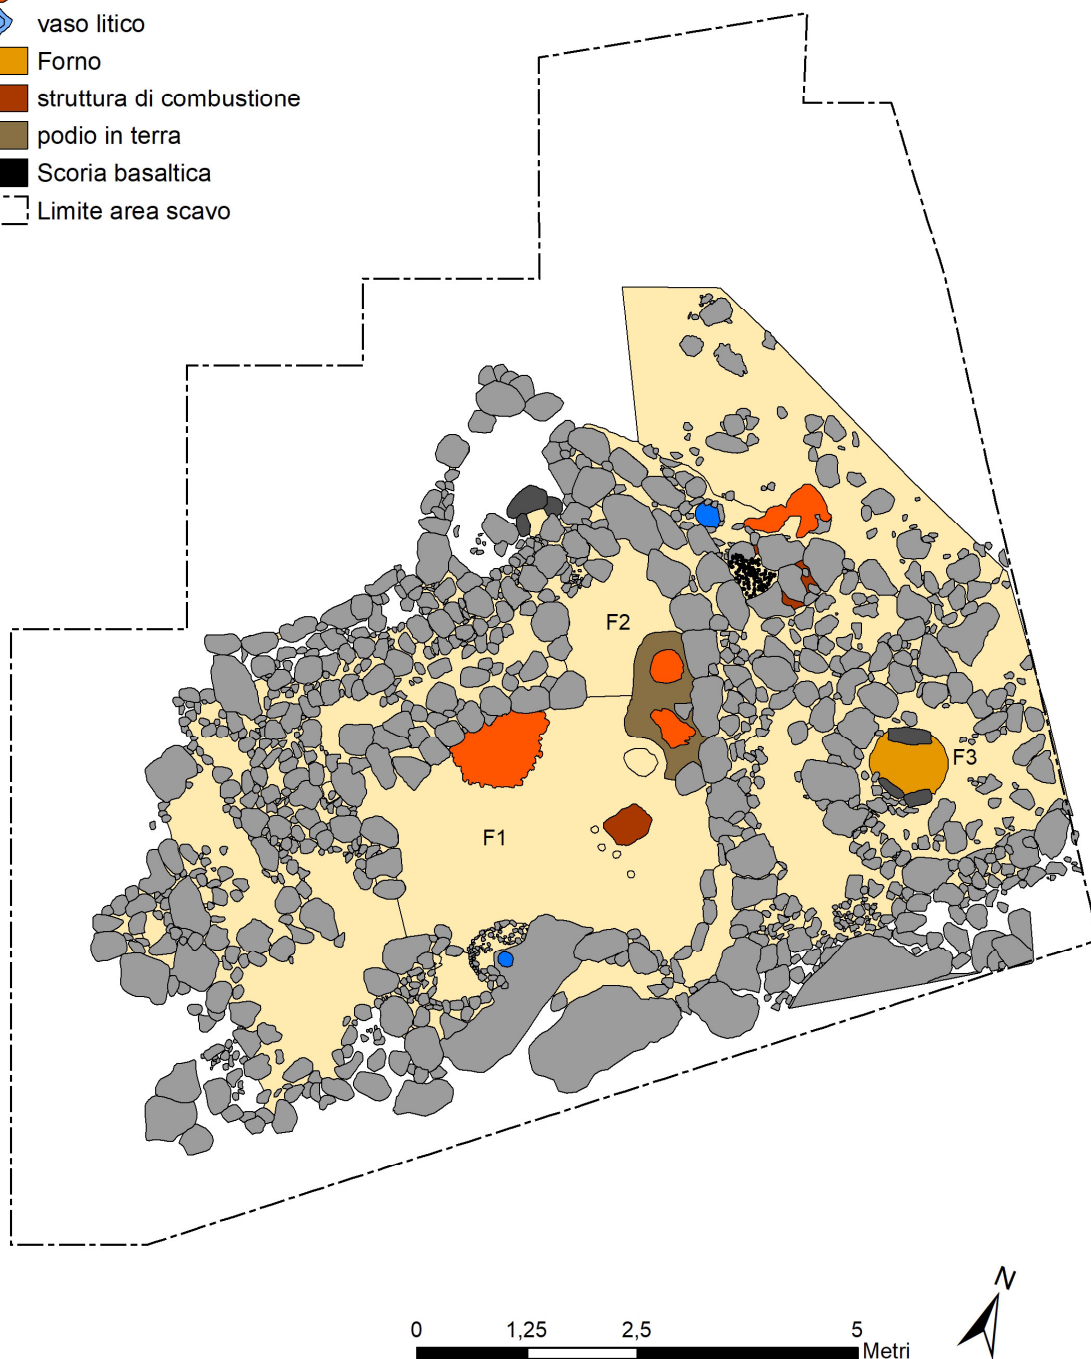 vaso litico
Forno
struttura di combustione
podio in terra
Scoria basaltica
Limite area scavo
F2
F3
F1
N
0 1,25 2,5 5
Metri